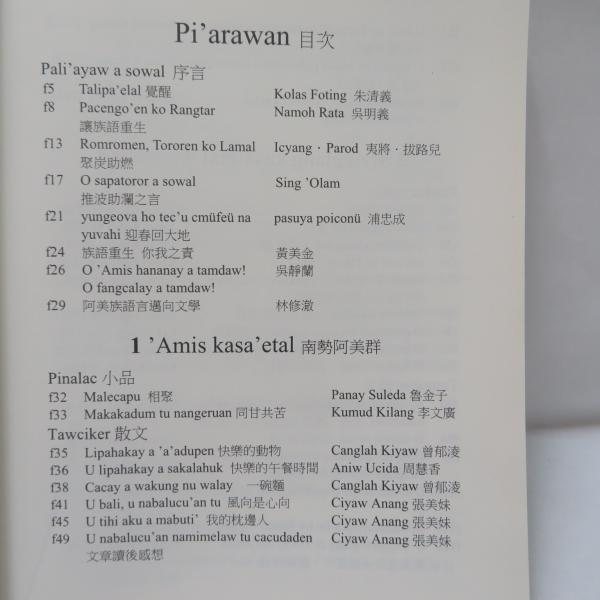 Pi’arawan 目次
Pali’ayaw a sowal 序言
f5 Talipa’elal 覺醒 Kolas Foting 朱清義
f8 Pacengo’en ko Rangtar Namoh Rata 吳明義
讓族語重生
f13 Romromen, Tororen ko Lamal Icyang．Parod 夷將．拔路兒
聚炭助燃
f17 O sapatoror a sowal Sing ’Olam
推波助瀾之言
f21 yungeova ho tec’u cmüfeü na pasuya poiconü 浦忠成
yuvahi 迎春回大地
f24 族語重生 你我之責 黃美金
f26 O ’Amis hananay a tamdaw! 吳靜蘭
O fangcalay a tamdaw!
f29 阿美族語言邁向文學 林修澈
1 ’Amis kasa’etal 南勢阿美群
Pinalac 小品
f32 Malecapu 相聚 Panay Suleda 魯金子
f33 Makakadum tu nangeruan 同甘共苦 Kumud Kilang 李文廣
Tawciker 散文
f35 Lipahakay a ’a’adupen 快樂的動物 Canglah Kiyaw 曾郁淩
f36 U lipahakay a sakalahuk 快樂的午餐時間 Aniw Ucida 周慧香
f38 Cacay a wakung nu walay 一碗麵 Canglah Kiyaw 曾郁淩
f41 U bali, u nabalucu’an tu 風向是心向 Ciyaw Anang 張美妹
f45 U tihi aku a mabuti’ 我的枕邊人 Ciyaw Anang 張美妹
f49 U nabalucu’an namimelaw tu cacudaden Ciyaw Anang 張美妹
文章讀後感想